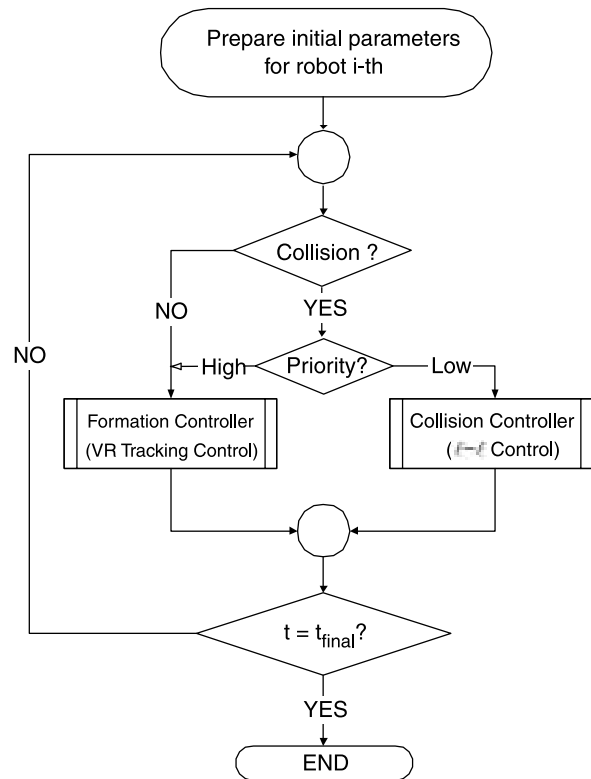 Prepare initial parameters
for robot i-th
Collision ?
NO
YES
NO
High
Priority?
Low
Formation Controller
(VR Tracking Control)
Collision Controller
( Control)
t = t_final?
YES
END